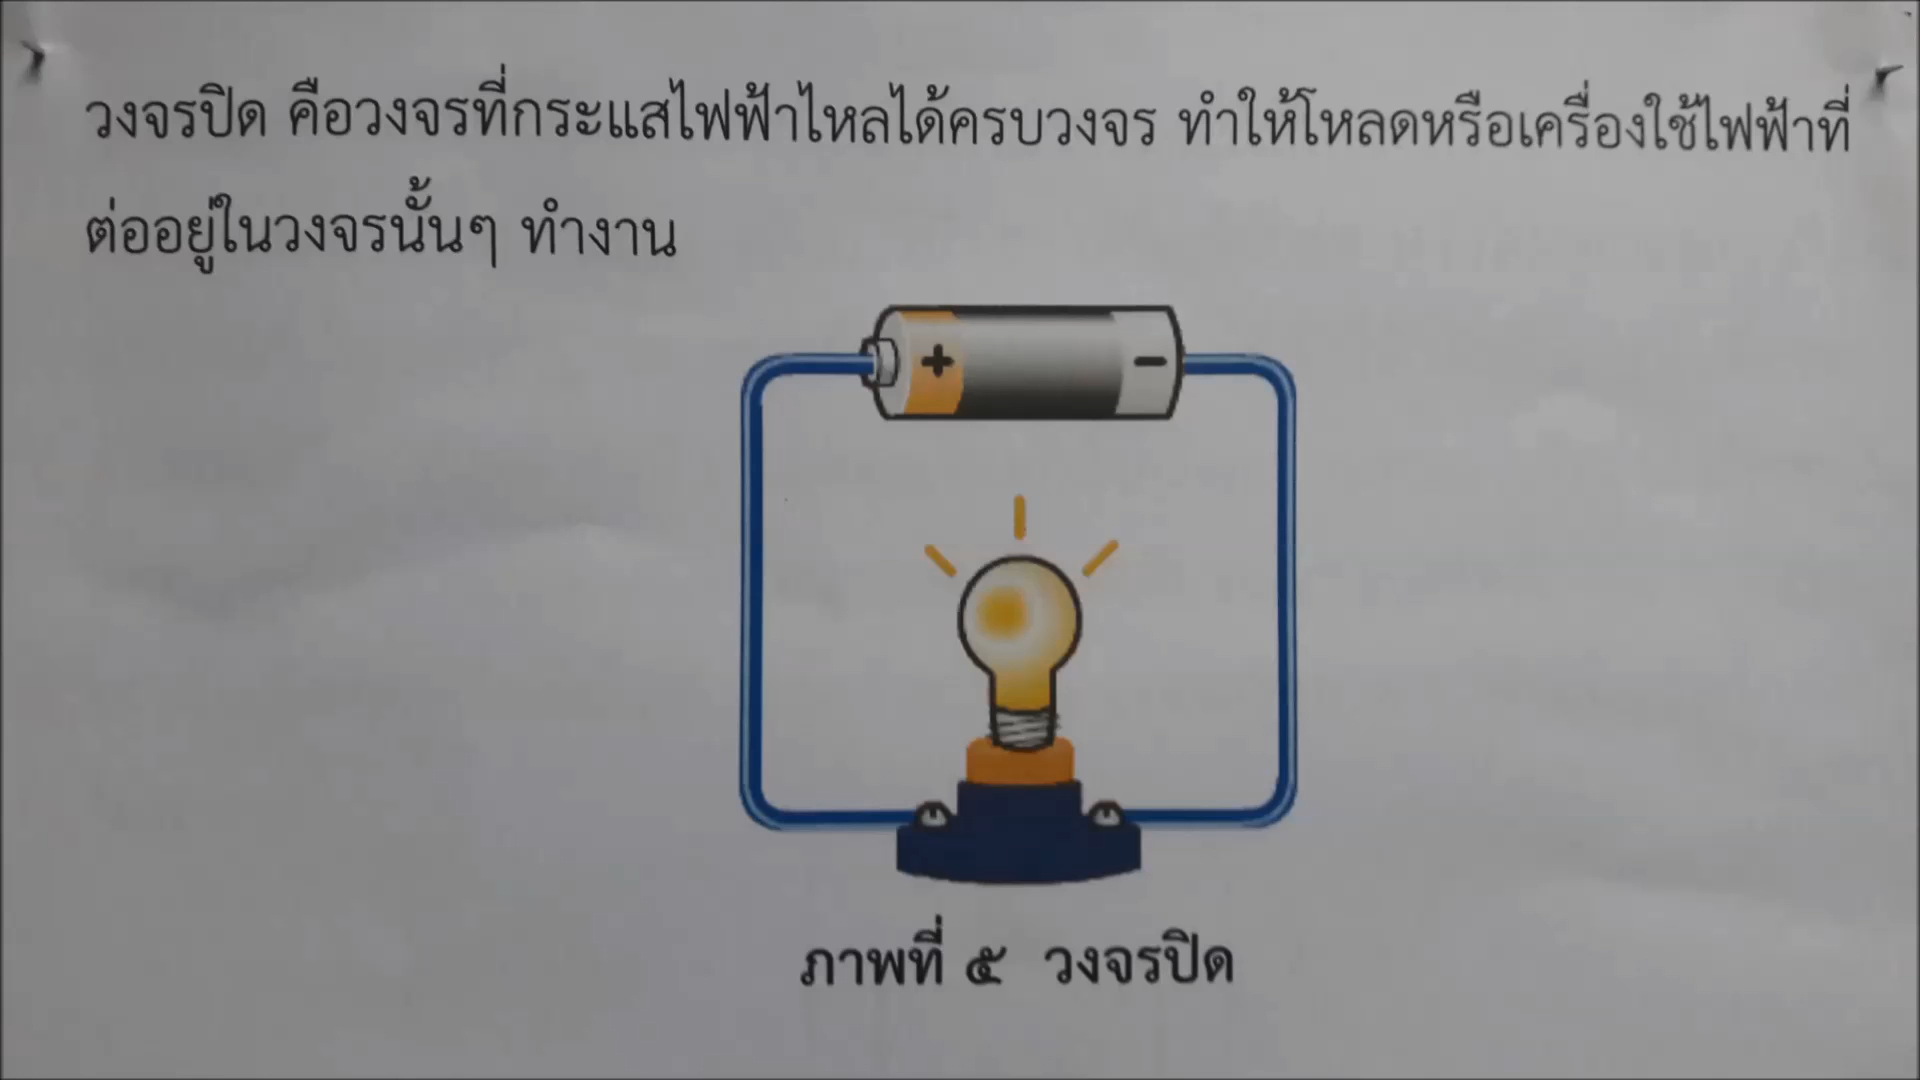 วงจรปิด คือวงจรที่กระแสไฟฟ้าไหลได้ครบวงจร ทำให้โหลดหรือเครื่องใช้ไฟฟ้าที่
ต่ออยู่ในวงจรนั้นๆ ทำงาน
+ -
ภาพที่ ๕ วงจรปิด